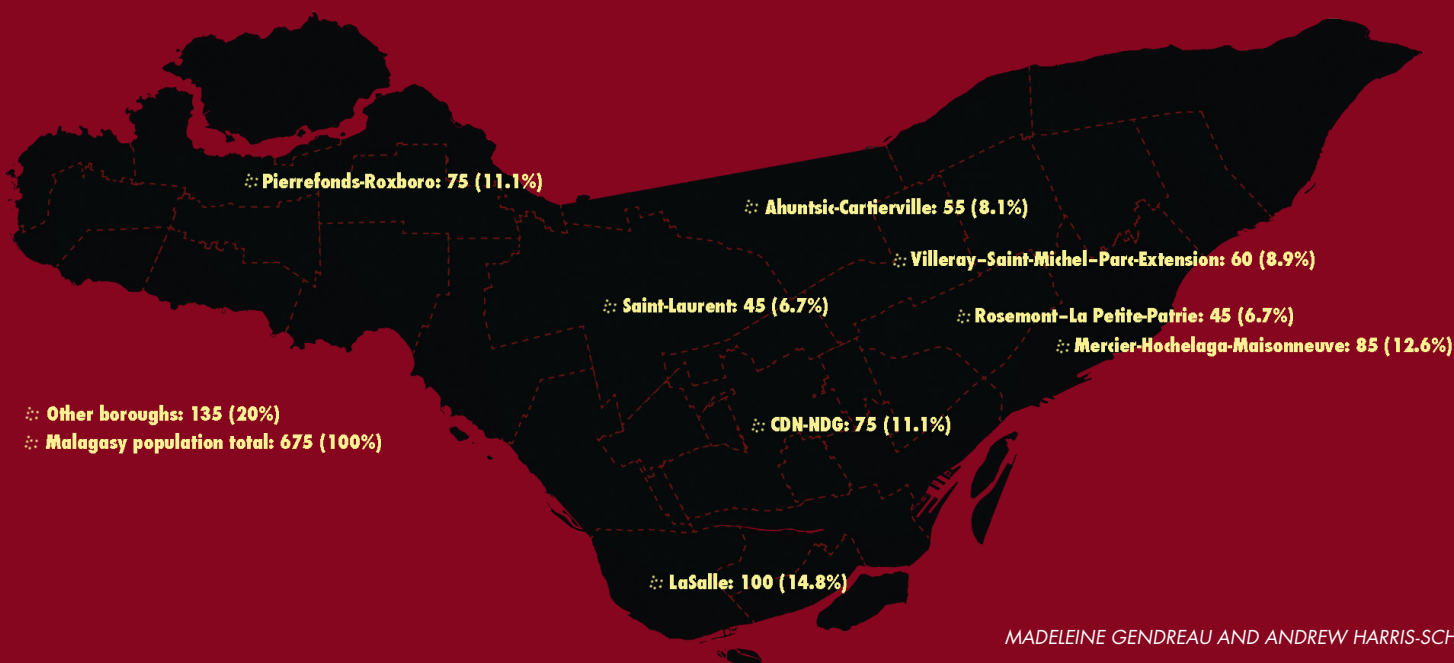 Pierrefonds-Roxboro: 75 (11.1%)
Ahuntsic-Cartierville: 55 (8.1%)
Villeray–Saint-Michel–Parc-Extension: 60 (8.9%)
Saint-Laurent: 45 (6.7%)
Rosemont–La Petite-Patrie: 45 (6.7%)
Mercier-Hochelaga-Maisonneuve: 85 (12.6%)
Other boroughs: 135 (20%)
Malagasy population total: 675 (100%)
CDN-NDG: 75 (11.1%)
LaSalle: 100 (14.8%)
MADELEINE GENDREAU AND ANDREW HARRIS-SCH